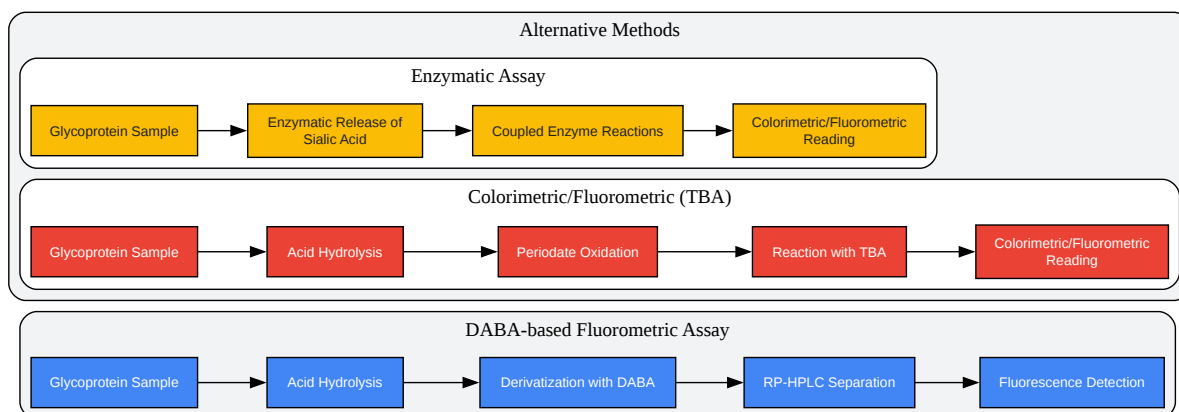 Alternative Methods
Enzymatic Assay
Glycoprotein Sample
Enzymatic Release of
Sialic Acid
Coupled Enzyme Reactions
Colorimetric/Fluorometric
Reading
Colorimetric/Fluorometric (TBA)
Glycoprotein Sample
Acid Hydrolysis
Periodate Oxidation
Reaction with TBA
Colorimetric/Fluorometric
Reading
DABA-based Fluorometric Assay
Glycoprotein Sample
Acid Hydrolysis
Derivatization with DABA
RP-HPLC Separation
Fluorescence Detection